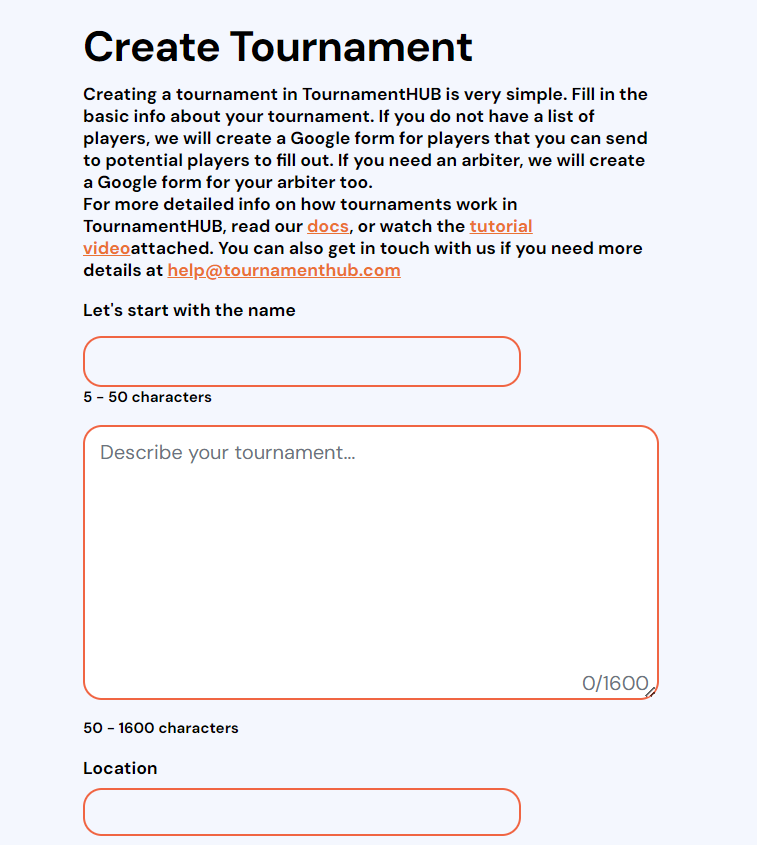 Create Tournament
Creating a tournament in TournamentHUB is very simple. Fill in the
basic info about your tournament. If you do not have a list of
players, we will create a Google form for players that you can send
to potential players to fill out. If you need an arbiter, we will create
a Google form for your arbiter too.
For more detailed info on how tournaments work in
TournamentHUB, read our docs, or watch the tutorial
videoattached. You can also get in touch with us if you need more
details at help@tournamenthub.com
Let's start with the name
5 - 50 characters
Describe your tournament...
0/1600
50 - 1600 characters
Location